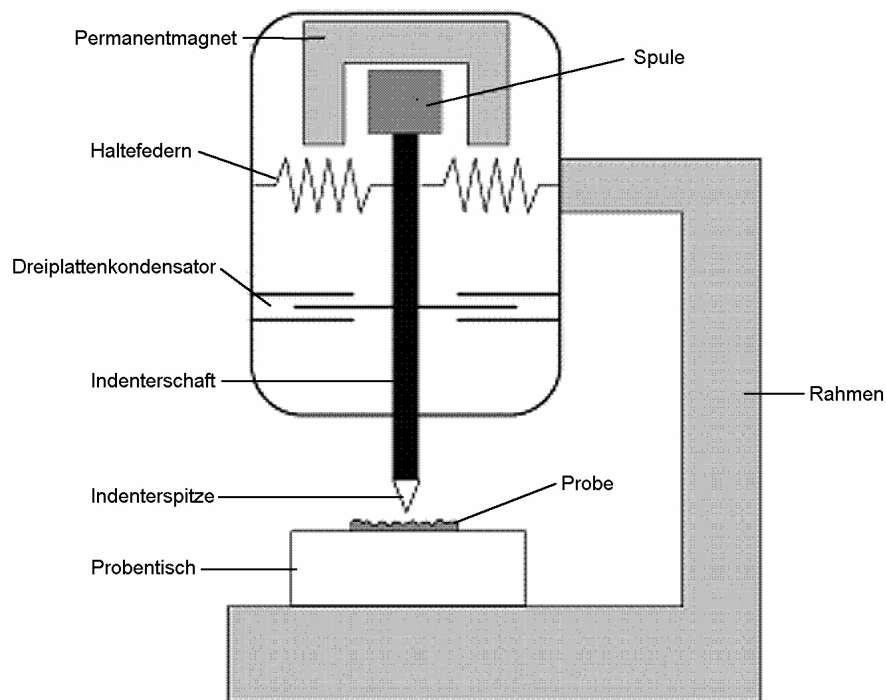 Permanentmagnet
Spule
Haltefedern
Dreiplattenkondensator
Indenterschaft
Rahmen
Indenterspitze
Probe
Probentisch